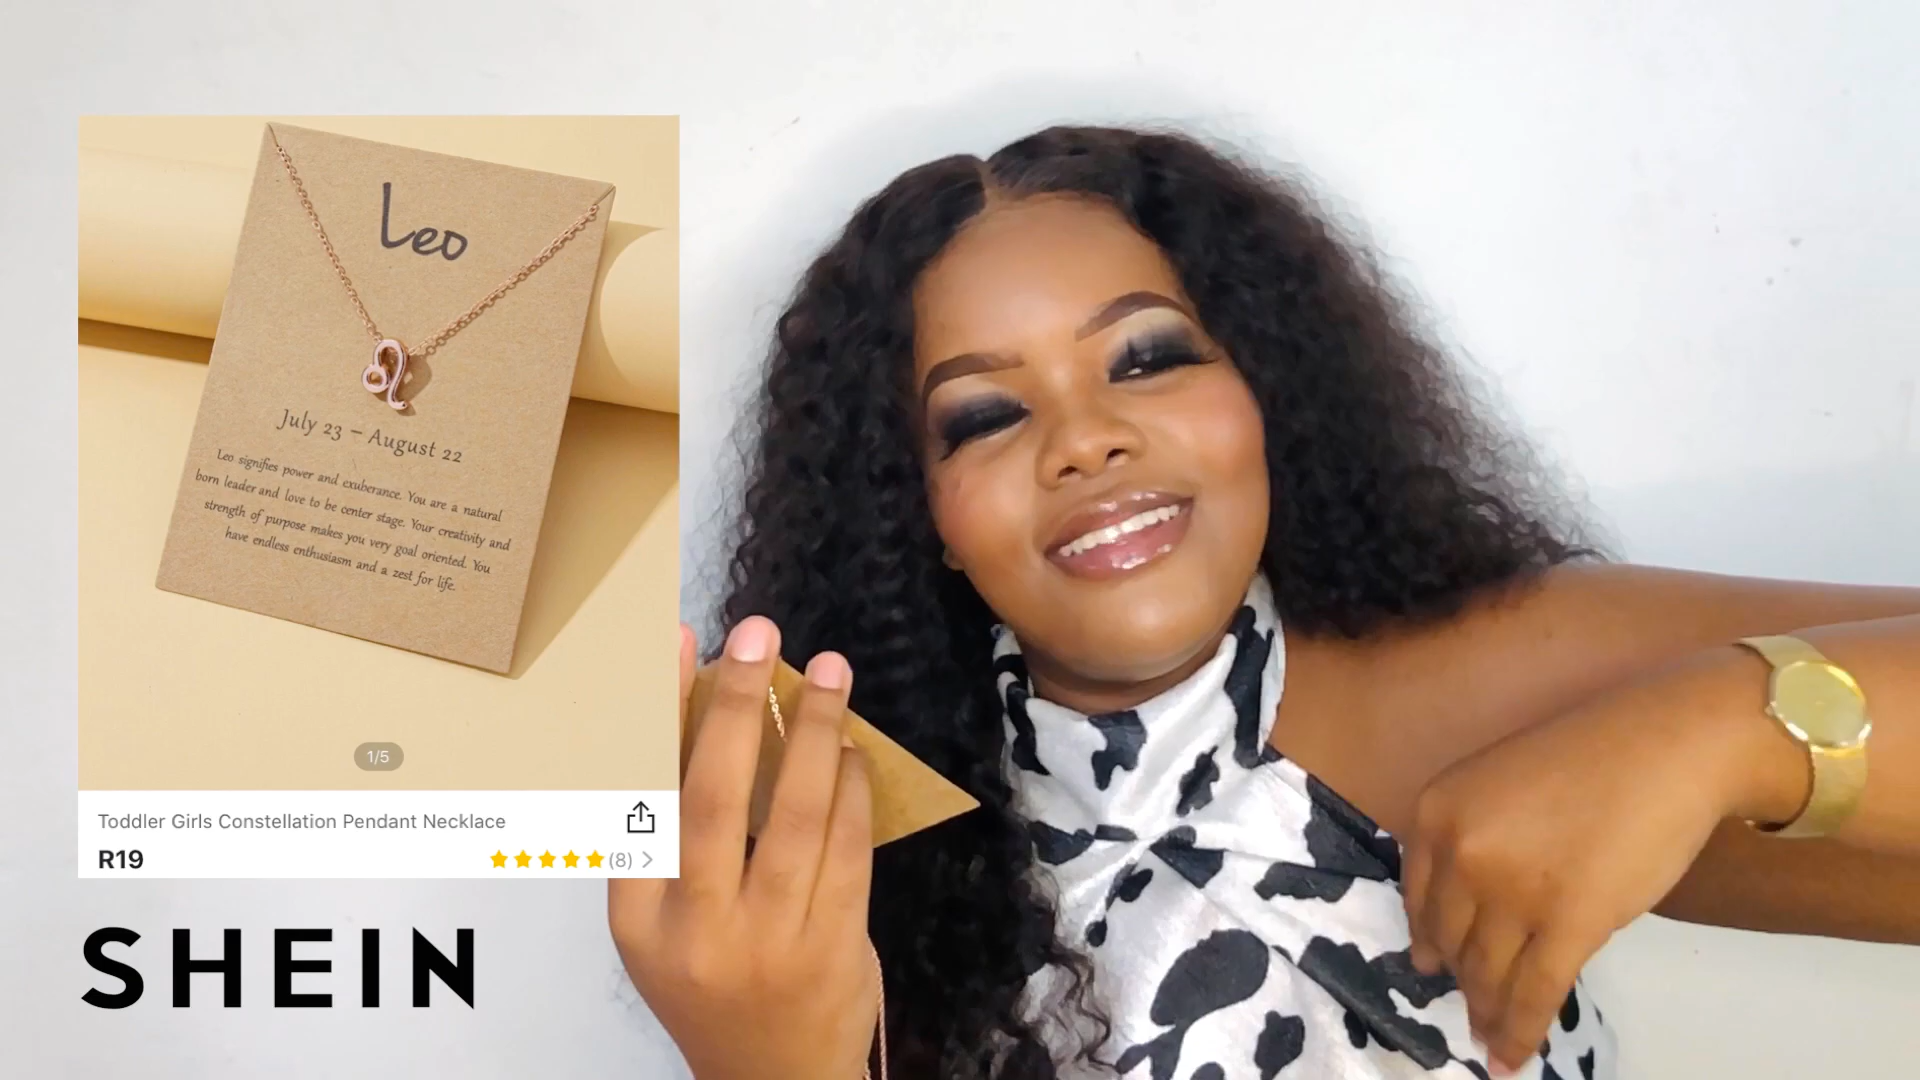 Leo
July 23 – August 22
Leo signifies power and exuberance. You are a natural
born leader and love to be center stage. Your creativity and
strength of purpose makes you very goal oriented. You
have endless enthusiasm and a zest for life.
1/5
Toddler Girls Constellation Pendant Necklace
R19
(8)
SHEIN